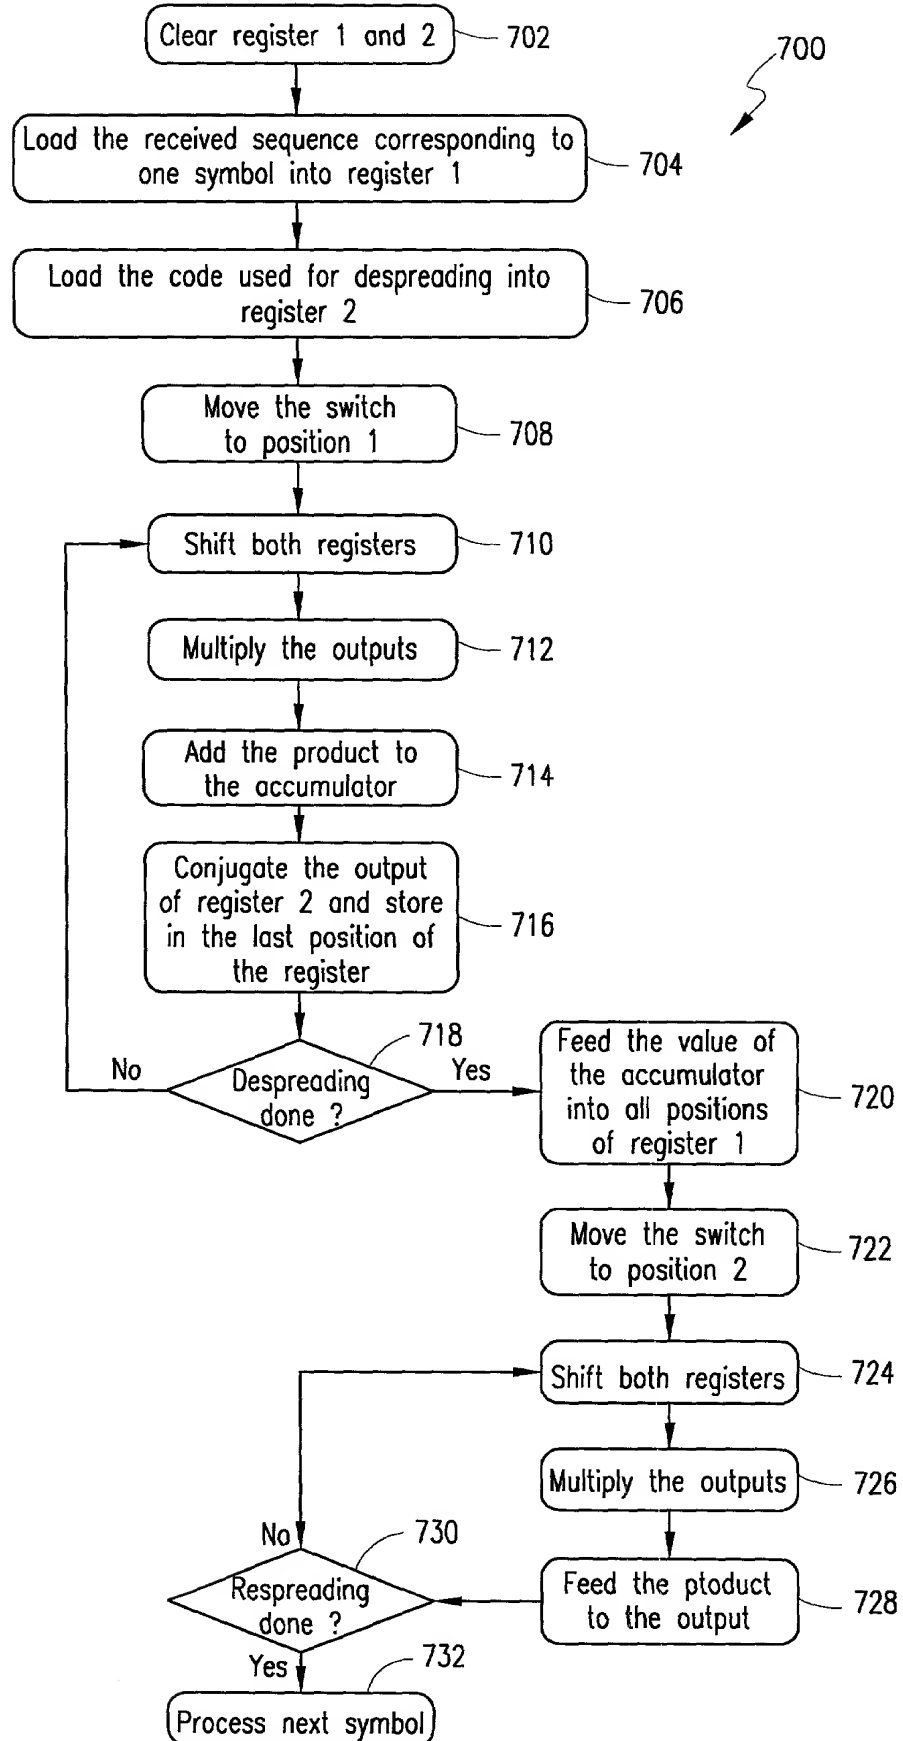 Clear register 1 and 2
702
700
Load the received sequence corresponding to
one symbol into register 1
704
Load the code used for despreading into
register 2
706
Move the switch
to position 1
708
Shift both registers
710
Multiply the outputs
712
Add the product to
the accumulator
714
Conjugate the output
of register 2 and store
in the last position of
the register
716
718
No
Despreading
done ?
Yes
Feed the value of
the accumulator
into all positions
of register 1
720
Move the switch
to position 2
722
Shift both registers
724
Multiply the outputs
726
Feed the ptoduct
to the output
728
No
730
Respreading
done ?
Yes
732
Process next symbol